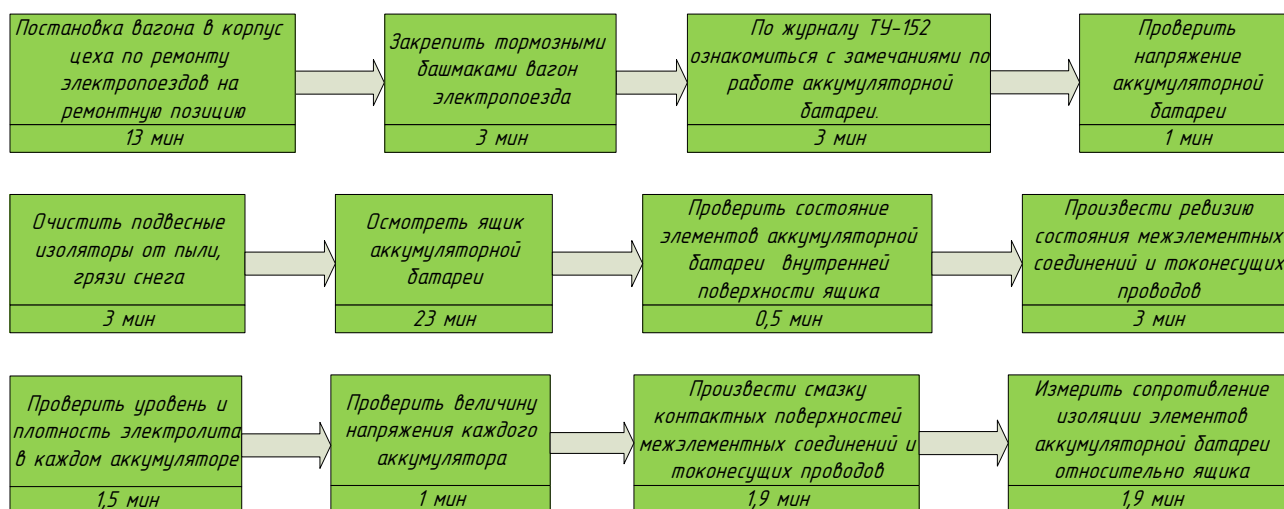 Постановка вагона в корпус
цеха по ремонту
электропоездов на
ремонтную позицию
13 мин
Закрепить тормозными
башмаками вагон
электропоезда
3 мин
По журналу ТУ-152
ознакомиться с замечаниями по
работе аккумуляторной
батареи.
3 мин
Проверить
напряжение
аккумуляторной
батареи
1 мин
Очистить подвесные
изоляторы от пыли,
грязи снега
3 мин
Осмотреть ящик
аккумуляторной
батареи
23 мин
Проверить состояние
элементов аккумуляторной
батареи внутренней
поверхности ящика
0,5 мин
Произвести ревизию
состояния межэлементных
соединений и токонесущих
проводов
3 мин
Проверить уровень и
плотность электролита
в каждом аккумуляторе
1,5 мин
Проверить величину
напряжения каждого
аккумулятора
1 мин
Произвести смазку
контактных поверхностей
межэлементных соединений и
токонесущих проводов
1,9 мин
Измерить сопротивление
изоляции элементов
аккумуляторной батареи
относительно ящика
1,9 мин